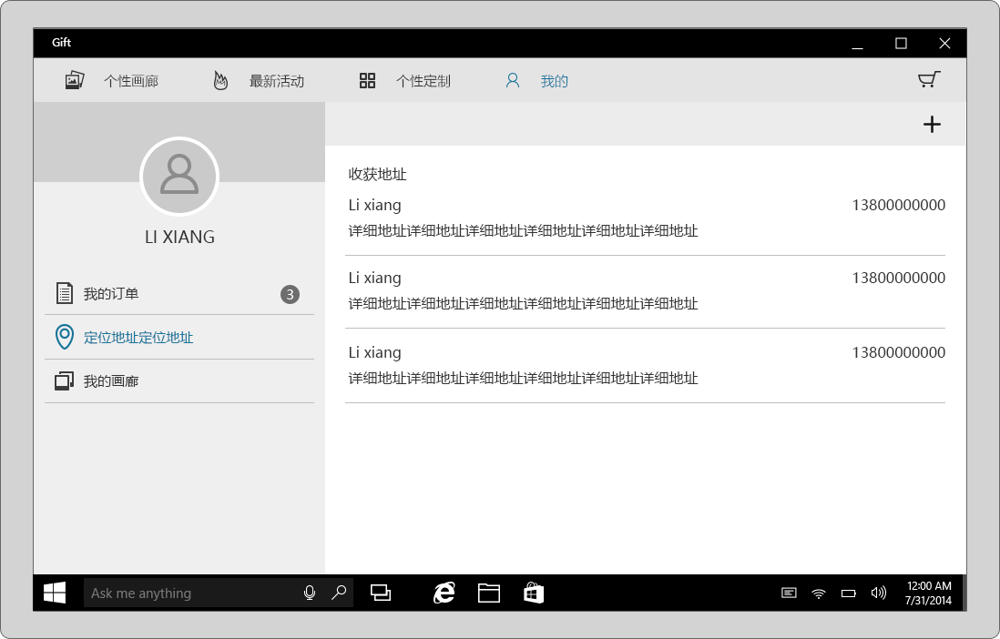 Gift
个性画廊 最新活动 个性定制 我的
LI XIANG
我的订单 3
定位地址定位地址
我的画廊
收获地址
Li xiang 13800000000
详细地址详细地址详细地址详细地址详细地址详细地址
Li xiang 13800000000
详细地址详细地址详细地址详细地址详细地址详细地址
Li xiang 13800000000
详细地址详细地址详细地址详细地址详细地址详细地址
Ask me anything
12:00 AM
7/31/2014